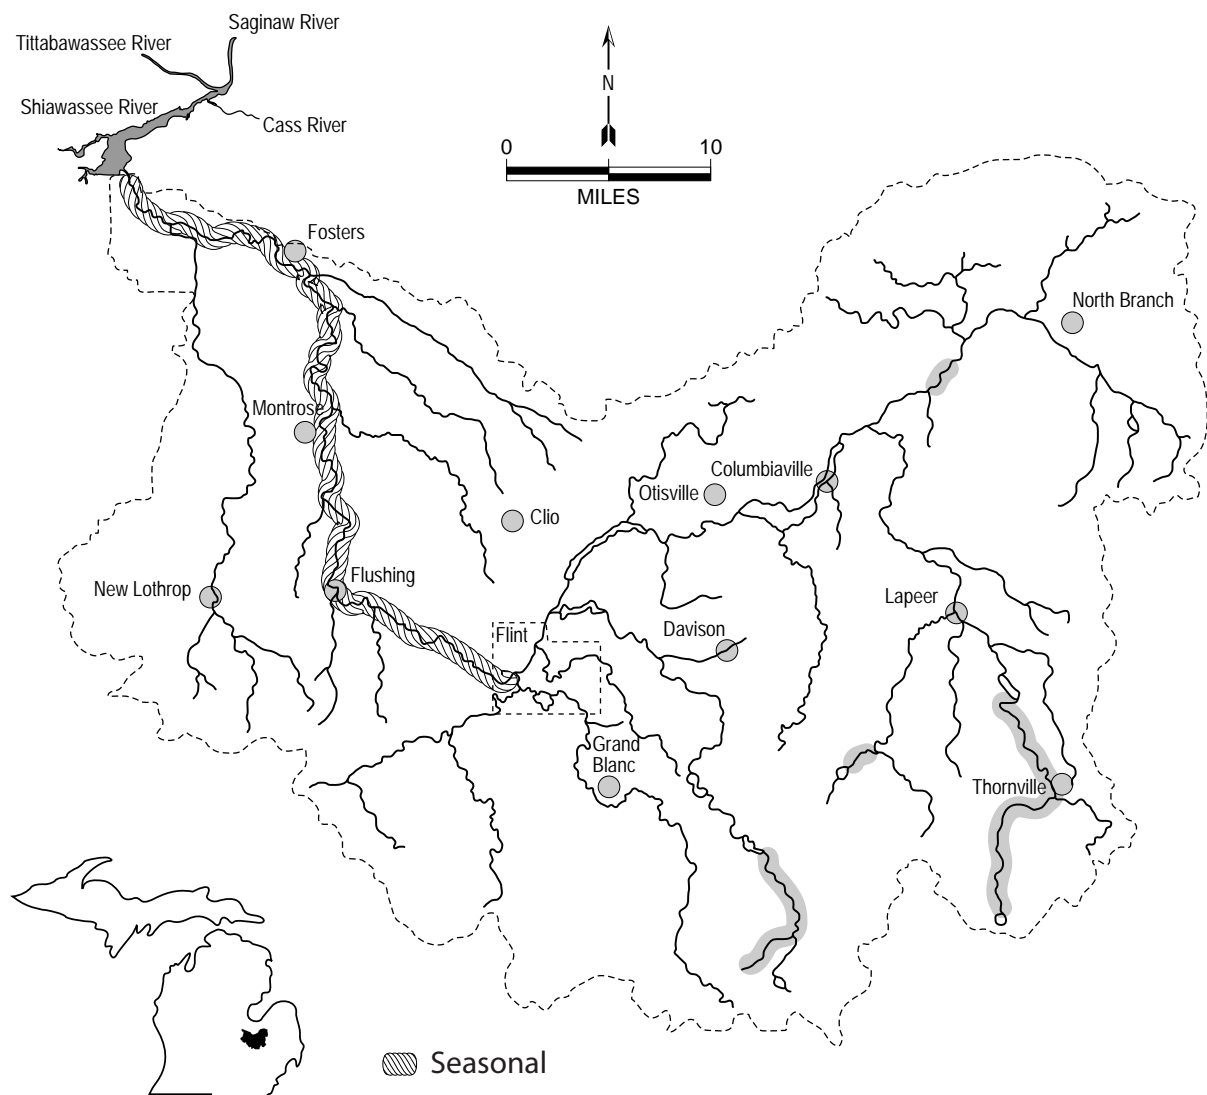 Saginaw River
Tittabawassee River
Shiawassee River
Cass River
N
0 10
MILES
Fosters
North Branch
Montrose
Columbiaville
Otisville
Clio
Flushing
New Lothrop
Lapeer
Flint
Davison
Grand
Blanc
Thornville
Seasonal